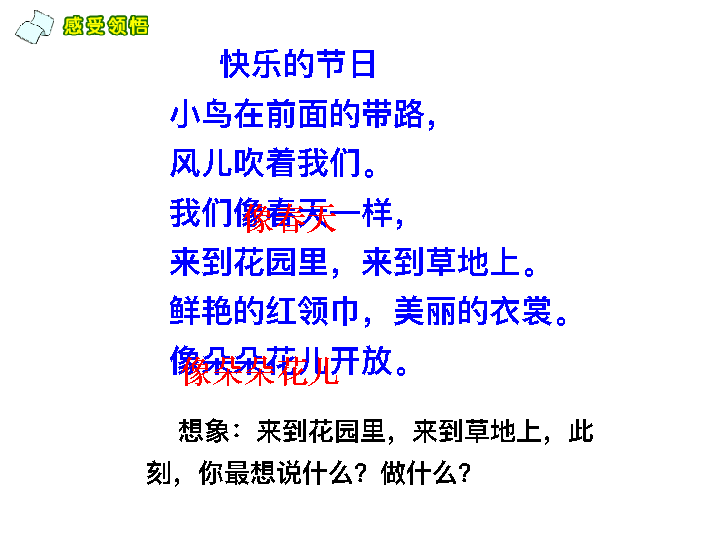 感受领悟
快乐的节日
小鸟在前面的带路，
风儿吹着我们。
我们像春天一样，
像春天
来到花园里，来到草地上。
鲜艳的红领巾，美丽的衣裳。
像朵朵花儿开放。
像朵朵花儿
想象：来到花园里，来到草地上，此
刻，你最想说什么？做什么？